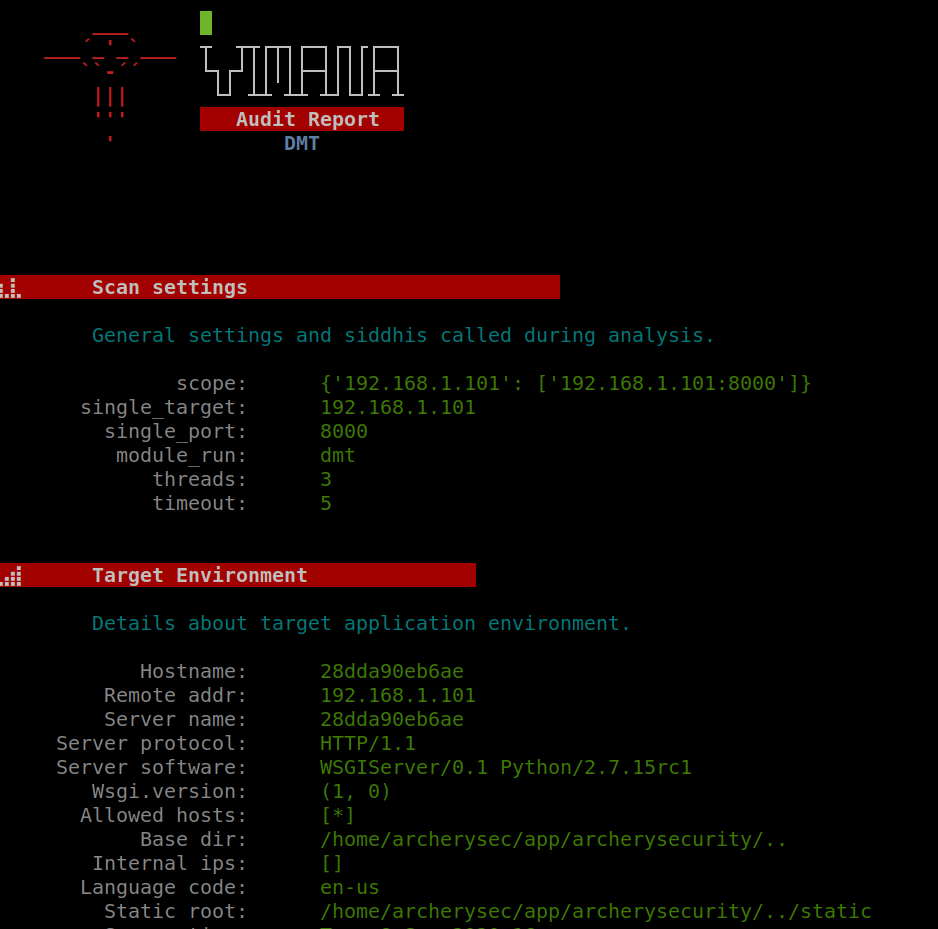 VIMANA
Audit Report
DMT
Scan settings
General settings and siddhis called during analysis.
scope: {'192.168.1.101': ['192.168.1.101:8000']}
single_target: 192.168.1.101
single_port: 8000
module_run: dmt
threads: 3
timeout: 5
Target Environment
Details about target application environment.
Hostname: 28dda90eb6ae
Remote addr: 192.168.1.101
Server name: 28dda90eb6ae
Server protocol: HTTP/1.1
Server software: WSGIServer/0.1 Python/2.7.15rc1
Wsgi.version: (1, 0)
Allowed hosts: [*]
Base dir: /home/archerysec/app/archerysecurity/..
Internal ips: []
Language code: en-us
Static root: /home/archerysec/app/archerysecurity/../static